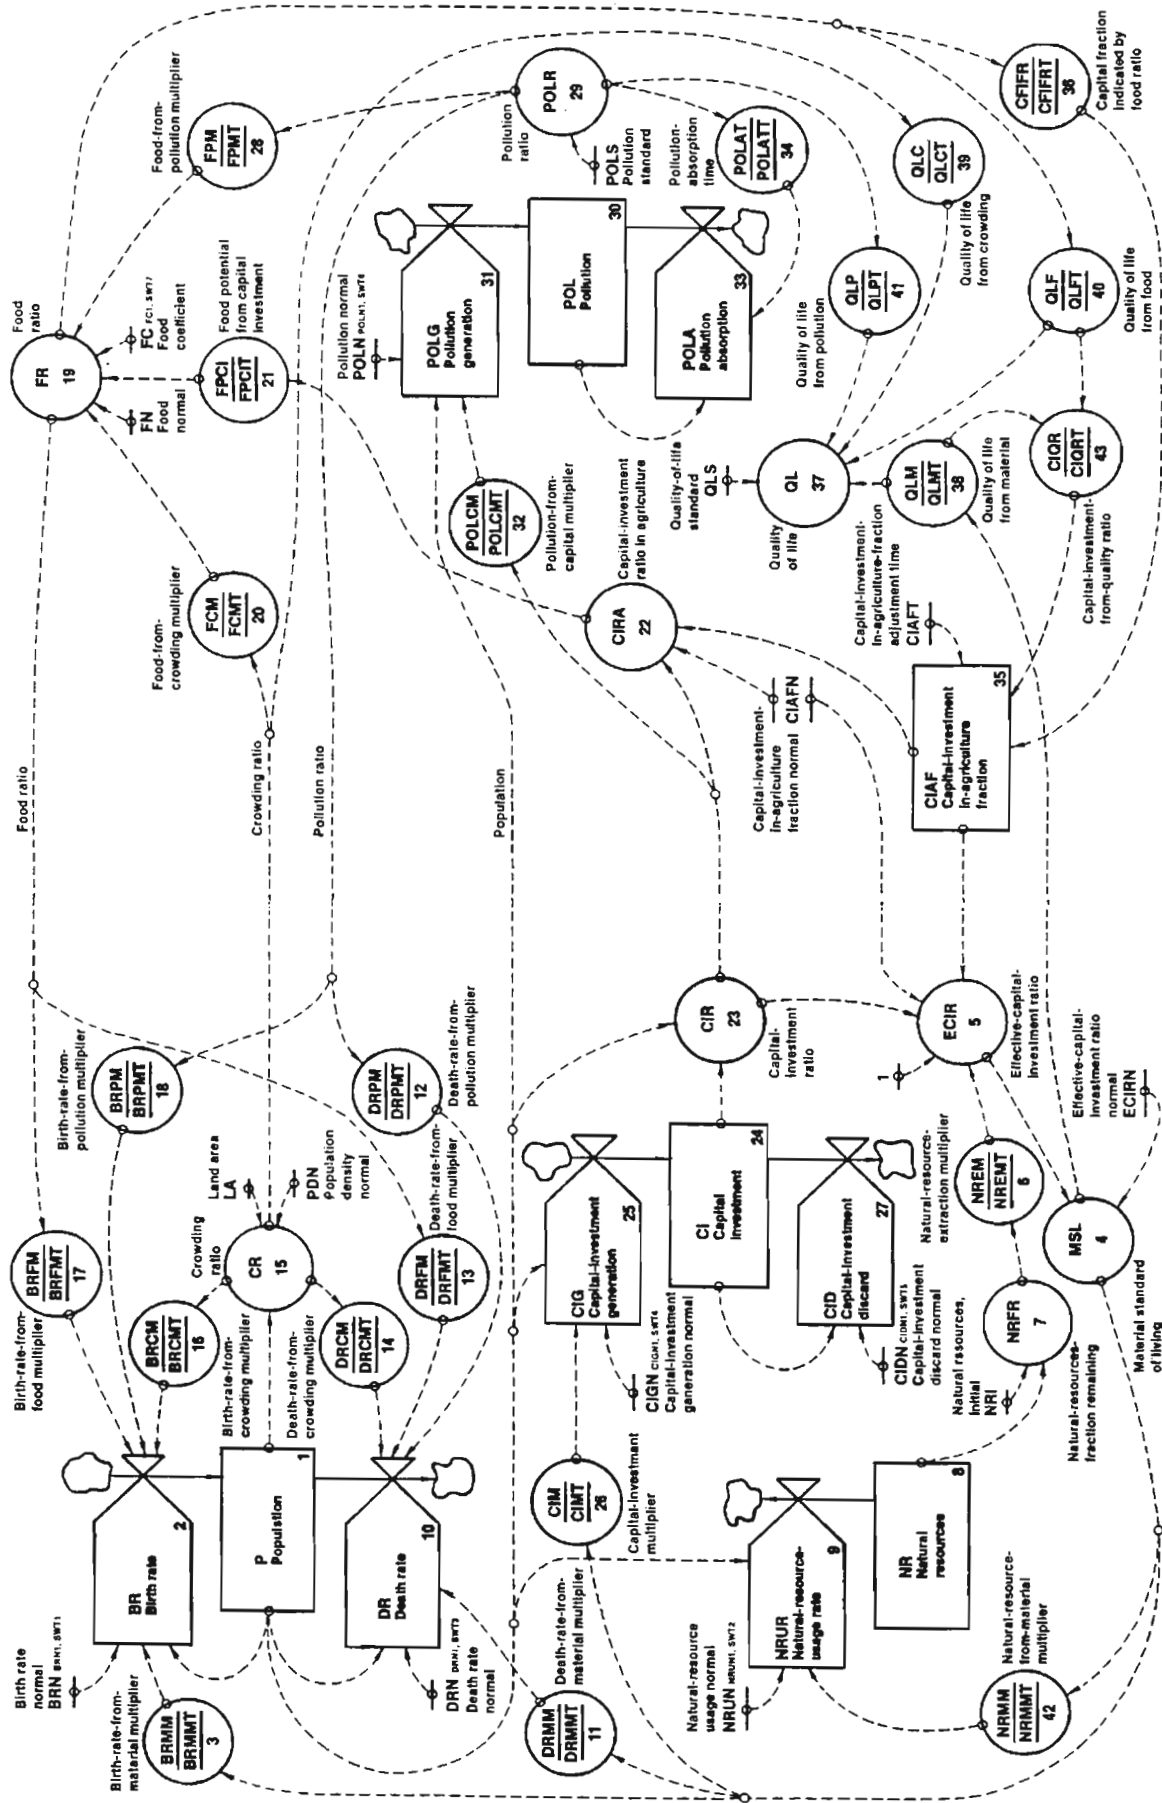 Food
ratio
FR
19
FC FC1, SWT7
Food
coefficient
FN
Food
normal
Food potential
from capital
investment
FPCI
FPCIT
21
Food-from-
pollution multiplier
FPM
FPMT
28
Food-from-
crowding multiplier
FCM
FCMT
20
Food ratio
Crowding ratio
Pollution ratio
Population
Pollution
ratio
POLR
29
POLS
Pollution
standard
Pollution-
absorption
time
POLAT
POLATT
34
Pollution normal
POLN POLN1, SWT6
POLG
Pollution
generation
31
POL
Pollution
30
POLA
Pollution
absorption
33
POLCM
POLCMT
32
Pollution-from-
capital multiplier
Capital-investment
ratio in agriculture
CIRA
22
QLC
QLCT
39
Quality of life
from crowding
CFIFR
CFIFRT
36
Capital fraction
indicated by
food ratio
QLP
QLPT
41
Quality of life
from pollution
QLF
QLFT
40
Quality of life
from food
Quality-of-life
standard
QLS
QL
37
Quality
of life
QLM
QLMT
38
Quality of life
from material
CIQR
CIQRT
43
Capital-investment-
from-quality ratio
Capital-investment-
in-agriculture-fraction
adjustment time
CIAFT
Capital-investment-
in-agriculture
fraction normal CIAFN
CIAF
Capital-investment-
in-agriculture
fraction
35
Birth-rate-from-
food multiplier
BRFM
BRFMT
17
Birth-rate-from-
pollution multiplier
BRPM
BRPMT
18
DRPM
DRPMT
12
Death-rate-from-
pollution multiplier
Land area
LA
PDN
Population
density
normal
Crowding
ratio
CR
15
Death-rate-from-
food multiplier
DRFM
DRFMT
13
BRCM
BRCMT
16
Birth-rate-from-
crowding multiplier
Death-rate-from-
crowding multiplier
DRCM
DRCMT
14
BR
Birth rate
2
P
Population
1
DR
Death rate
10
Birth rate
normal
BRN BRN1, SWT1
Birth-rate-from-
material multiplier
BRMM
BRMMT
3
DRN DRN1, SWT3
Death rate
normal
DRMM
DRMMT
11
Death-rate-from-
material multiplier
CIR
23
Capital-
investment
ratio
CIG
Capital-investment
generation
25
CI
Capital
investment
24
CID
Capital-investment
discard
27
CIGN CIGN1, SWT4
Capital-investment
generation normal
CIDN CIDN1, SWT5
Capital-investment
discard normal
CIM
CIMT
26
Capital-investment
multiplier
1
ECIR
5
Effective-capital-
investment ratio
Effective-capital-
investment ratio
normal
ECIRN
Natural-resource-
extraction multiplier
NREM
NREMT
6
MSL
4
Material standard
of living
NRFR
7
Natural resources,
initial
NRI
Natural-resources-
fraction remaining
NRUR
Natural-resource-
usage rate
9
NR
Natural
resources
8
Natural-resource
usage normal
NRUN NRUN1, SWT2
Natural-resource-
from-material
multiplier
NRMM
NRMMT
42